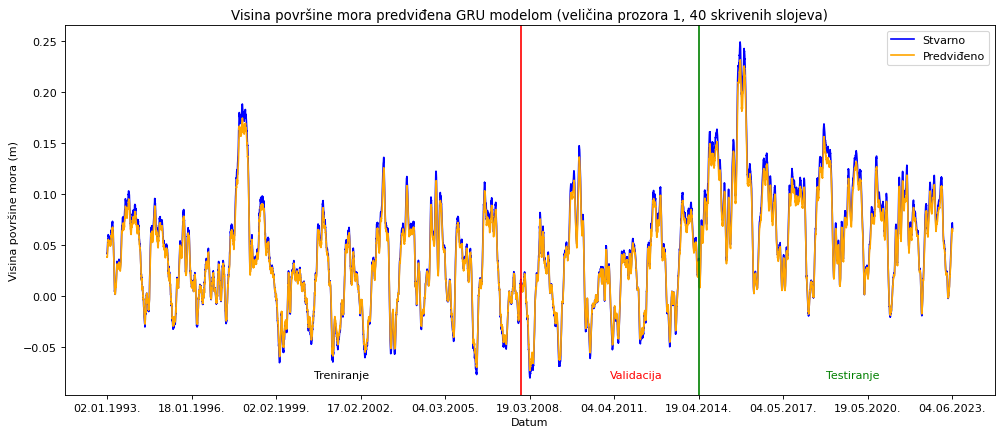 Visina površine mora predviđena GRU modelom (veličina prozora 1, 40 skrivenih slojeva)
Stvarno
Predviđeno
Visina površine mora (m)
0.25
0.20
0.15
0.10
0.05
0.00
−0.05
Treniranje
Validacija
Testiranje
02.01.1993.
18.01.1996.
02.02.1999.
17.02.2002.
04.03.2005.
19.03.2008.
04.04.2011.
19.04.2014.
04.05.2017.
19.05.2020.
04.06.2023.
Datum